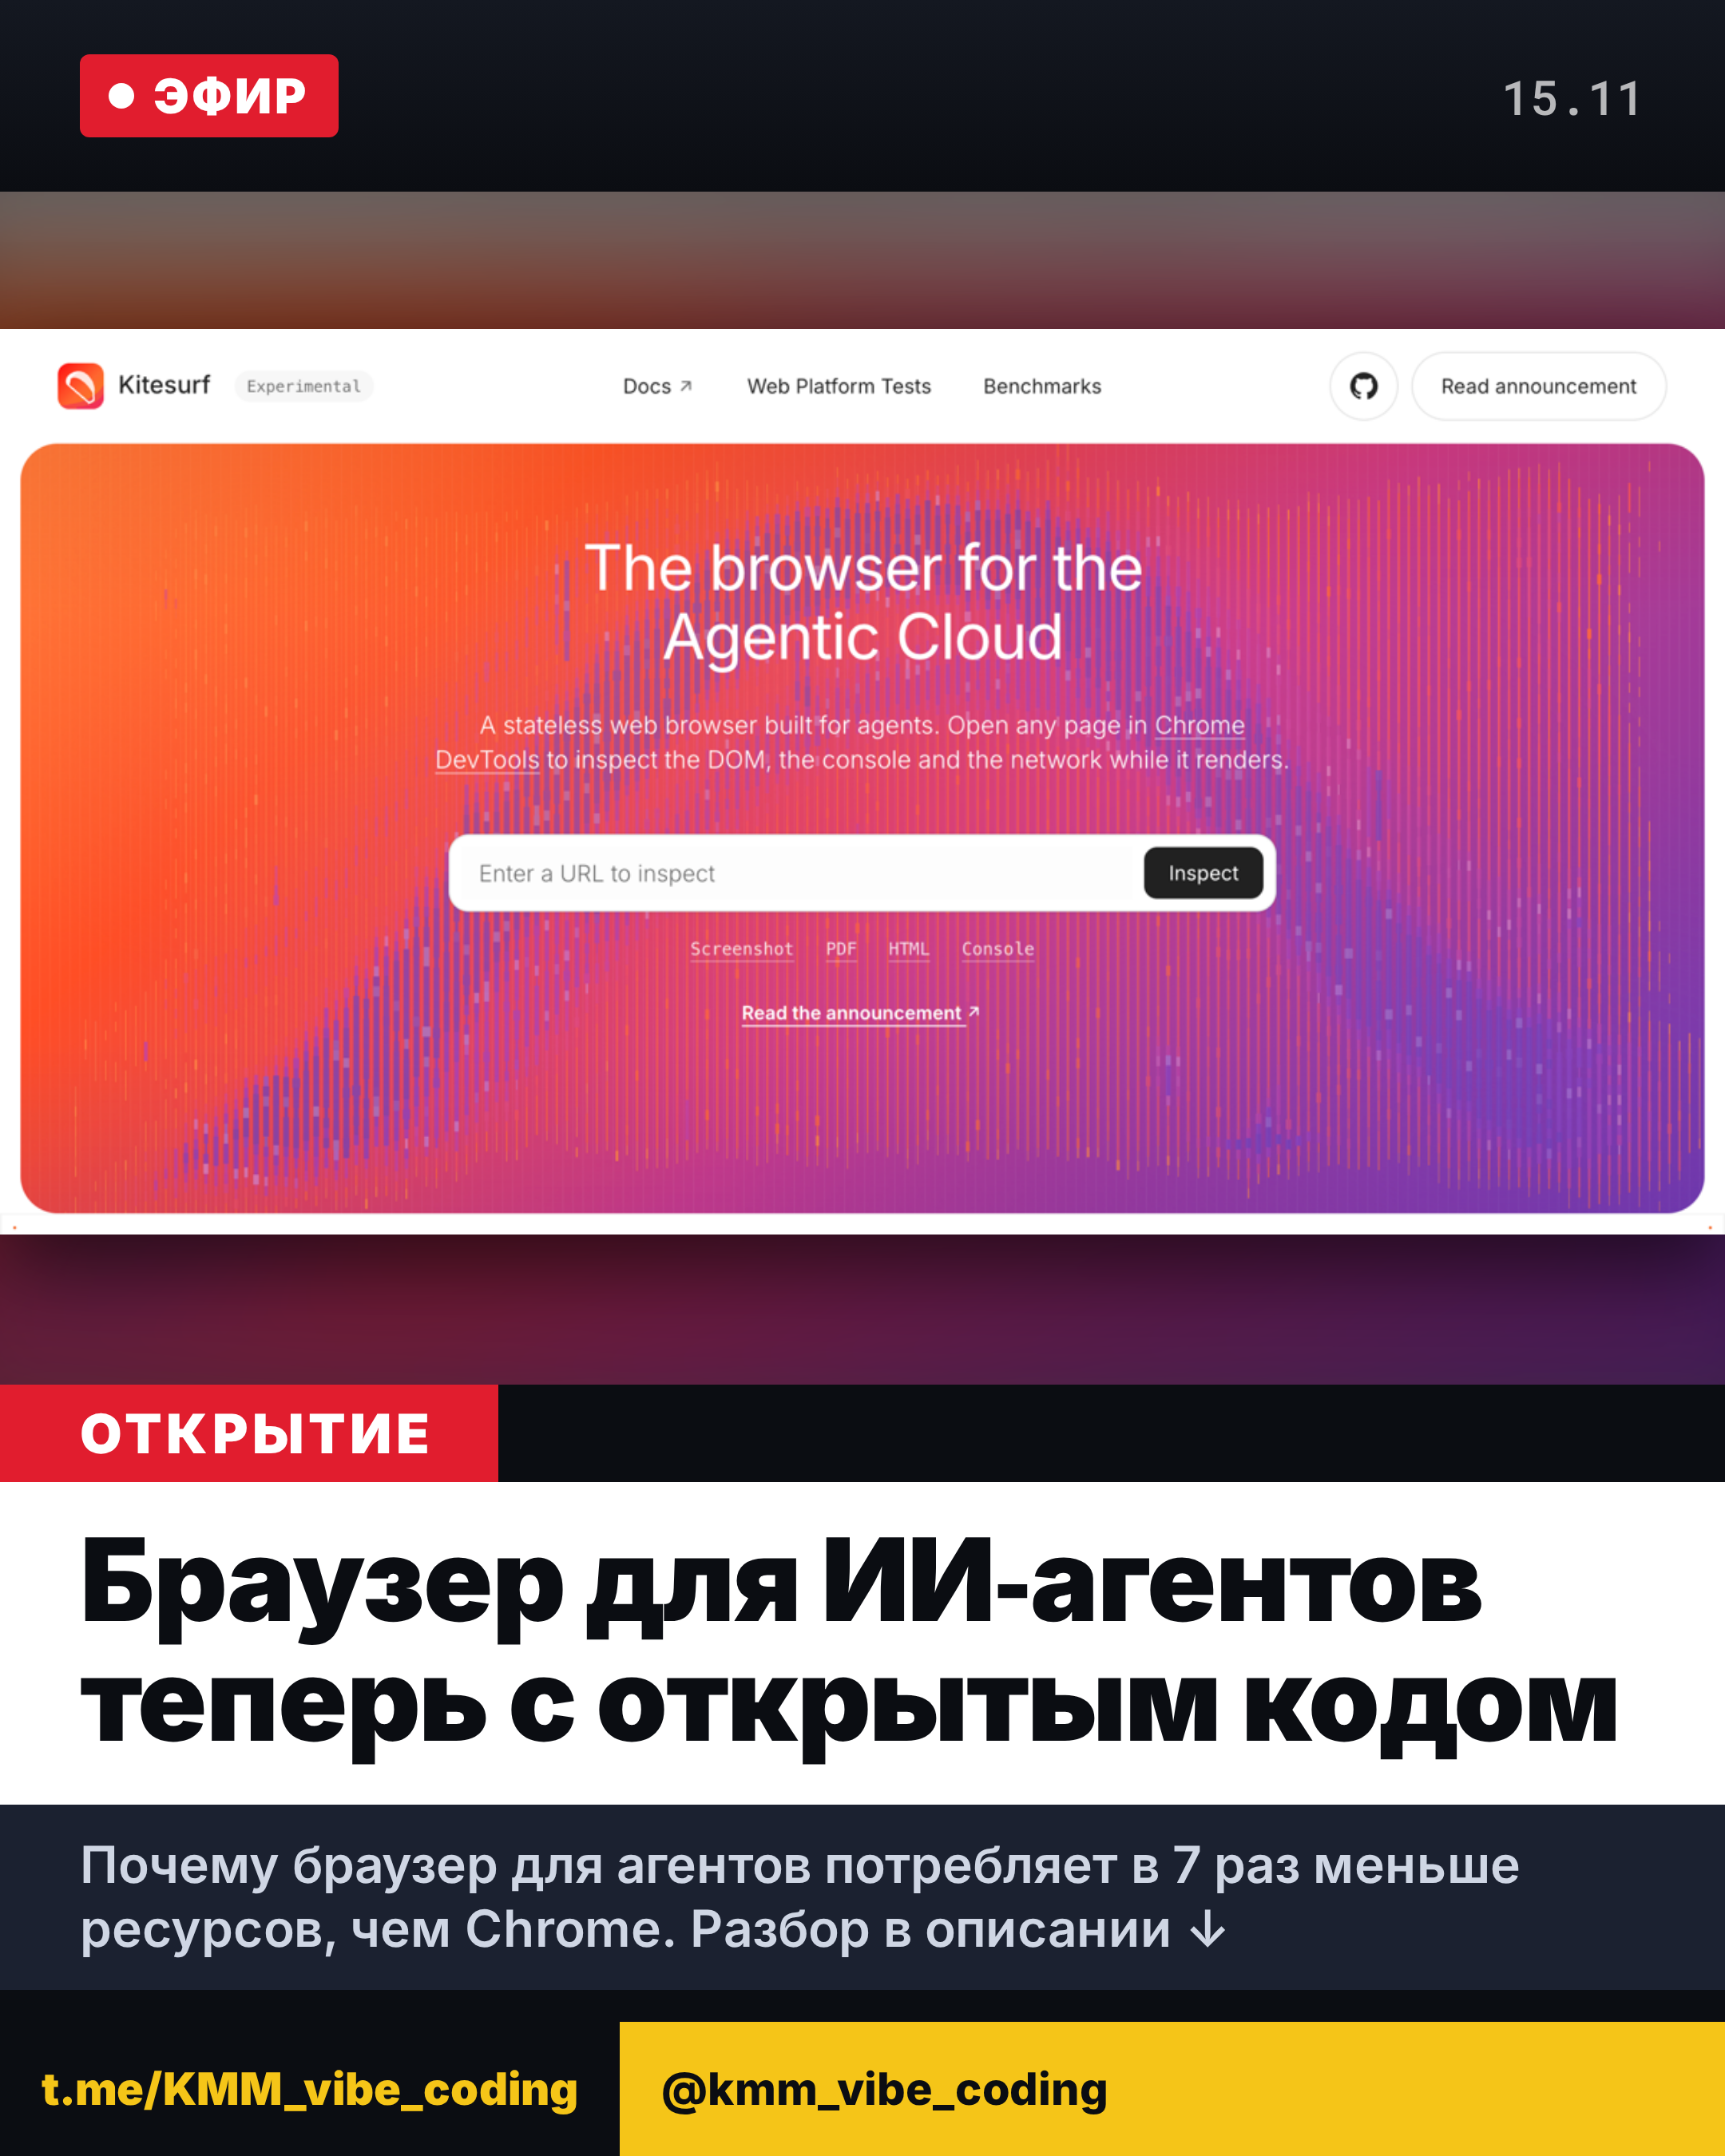 ЭФИР
15.11
Kitesurf
Experimental
Docs ↗
Web Platform Tests
Benchmarks
Read announcement
The browser for the
Agentic Cloud
A stateless web browser built for agents. Open any page in Chrome
DevTools to inspect the DOM, the console and the network while it renders.
Enter a URL to inspect
Inspect
Screenshot PDF HTML Console
Read the announcement ↗
ОТКРЫТИЕ
Браузер для ИИ-агентов
теперь с открытым кодом
Почему браузер для агентов потребляет в 7 раз меньше
ресурсов, чем Chrome. Разбор в описании ↓
t.me/KMM_vibe_coding
@kmm_vibe_coding